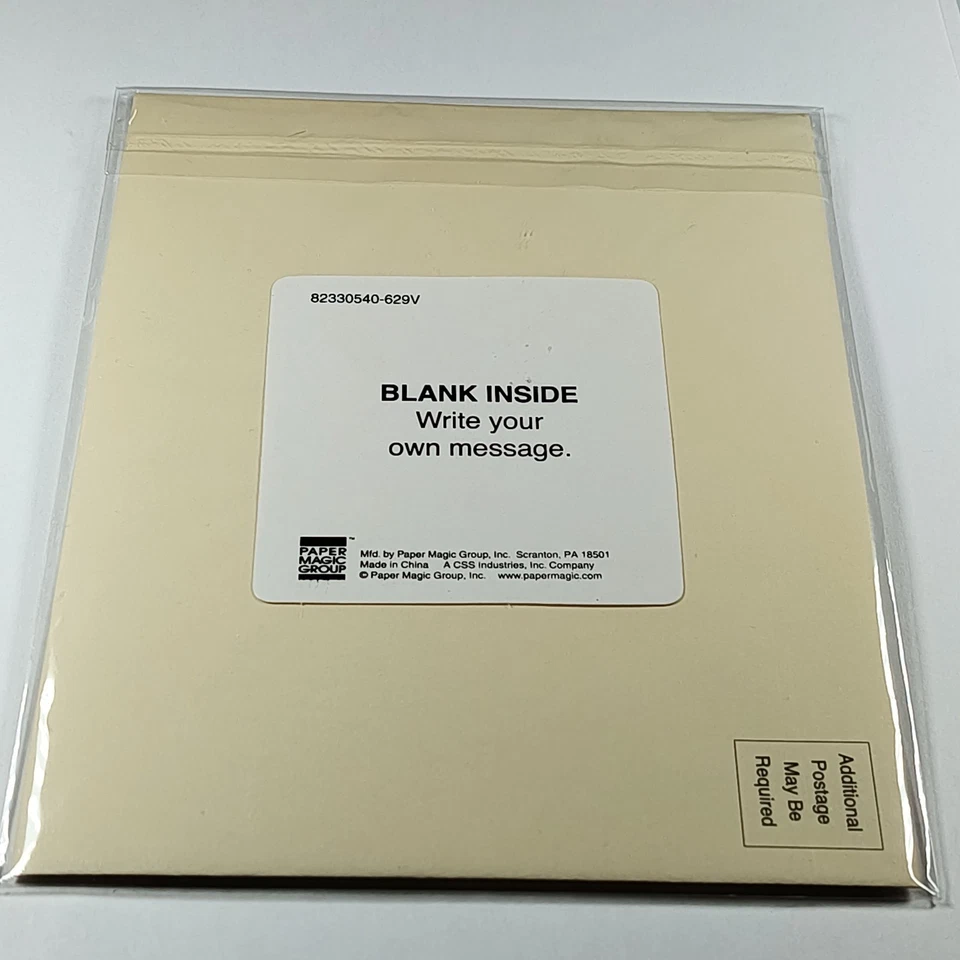 82330540-629V
BLANK INSIDE
Write your
own message.
PAPER
MAGIC
GROUP
™
Mfd. by Paper Magic Group, Inc. Scranton, PA 18501
Made in China A CSS Industries, Inc. Company
© Paper Magic Group, Inc. www.papermagic.com
Additional
Postage
May Be
Required